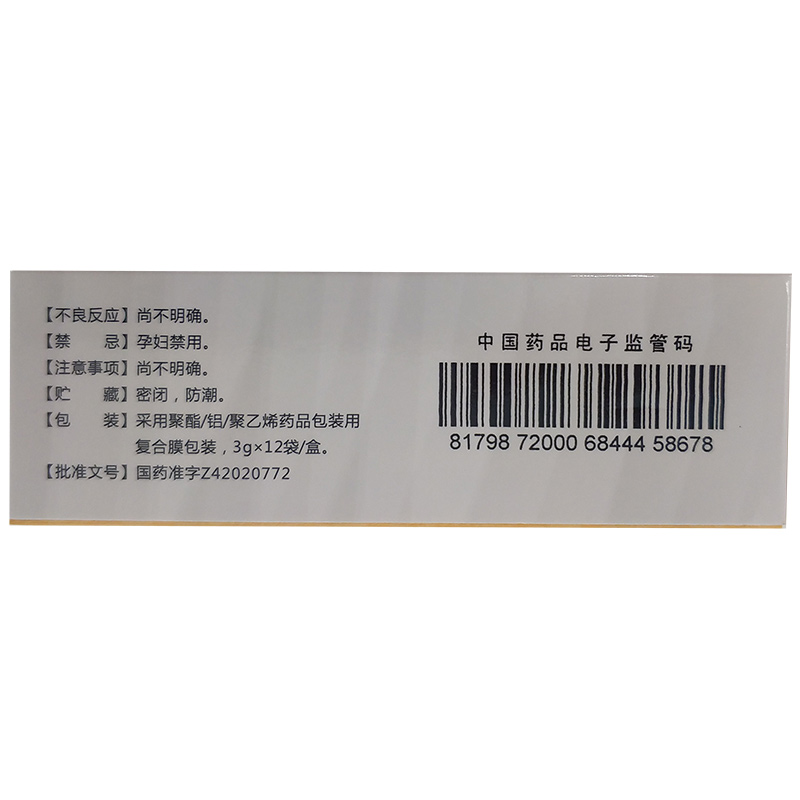 【不良反应】尚不明确。
【禁　　忌】孕妇禁用。
【注意事项】尚不明确。
【贮　　藏】密闭，防潮。
【包　　装】采用聚酯/铝/聚乙烯药品包装用
复合膜包装，3g×12袋/盒。
【批准文号】国药准字Z42020772
中国药品电子监管码
81798 72000 68444 58678